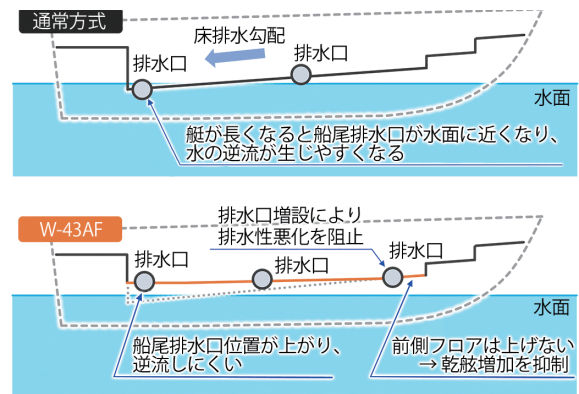 通常方式
床排水勾配
排水口
排水口
水面
艇が長くなると船尾排水口が水面に近くなり、
水の逆流が生じやすくなる
W-43AF
排水口増設により
排水性悪化を阻止
排水口
排水口
排水口
水面
船尾排水口位置が上がり、
逆流しにくい
前側フロアは上げない
→ 乾舷増加を抑制